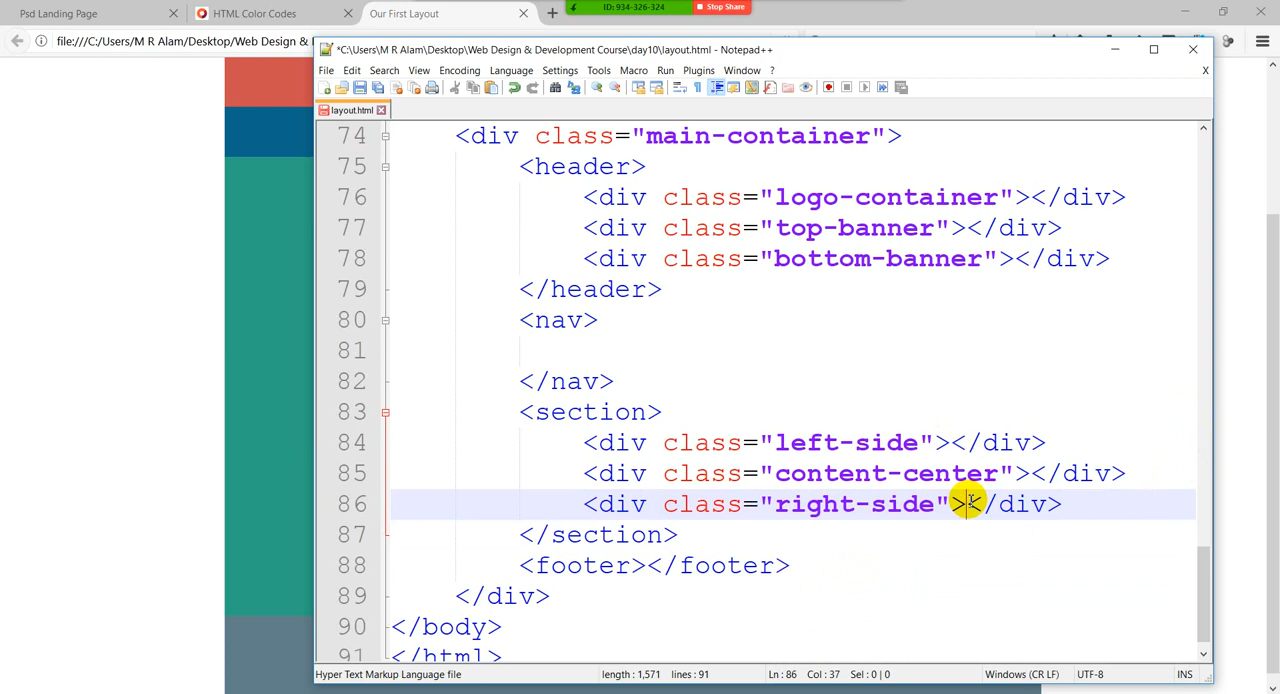 Psd Landing Page
HTML Color Codes
Our First Layout
ID: 934-326-324
Stop Share
file:///C:/Users/M R Alam/Desktop/Web Design &
*C:\Users\M R Alam\Desktop\Web Design & Development Course\day10\layout.html - Notepad++
File Edit Search View Encoding Language Settings Tools Macro Run Plugins Window ?
X
layout.html
74 <div class="main-container">
75 <header>
76 <div class="logo-container"></div>
77 <div class="top-banner"></div>
78 <div class="bottom-banner"></div>
79 </header>
80 <nav>
81
82 </nav>
83 <section>
84 <div class="left-side"></div>
85 <div class="content-center"></div>
86 <div class="right-side"></div>
87 </section>
88 <footer></footer>
89 </div>
90 </body>
91 </html>
Hyper Text Markup Language file
length : 1,571 lines : 91
Ln : 86 Col : 37 Sel : 0 | 0
Windows (CR LF)
UTF-8
INS